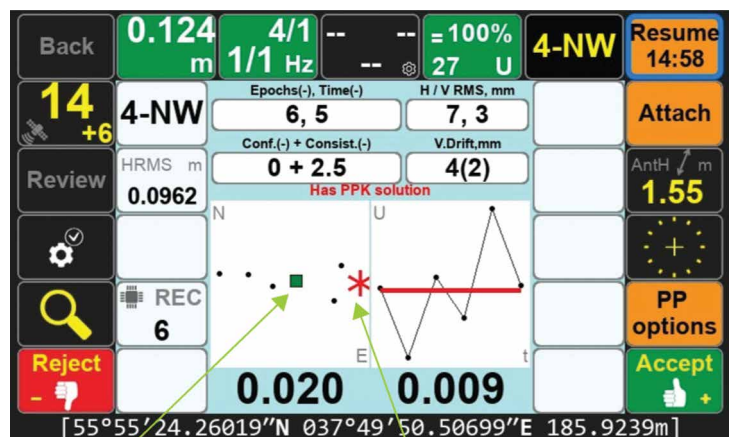 Back
0.124
m
4/1
1/1 Hz
-- --
--
=100%
27 U
4-NW
Resume
14:58
14
+6
4-NW
Epochs(-), Time(-)
6, 5
H / V RMS, mm
7, 3
Attach
Conf.(-) + Consist.(-)
0 + 2.5
V.Drift,mm
4(2)
Review
HRMS m
0.0962
Has PPK solution
AntH m
1.55
N
U
REC
6
PP
options
E
t
Reject
-
0.020
0.009
Accept
+
[55°55′24.26019″N 037°49′50.50699″E 185.9239m]